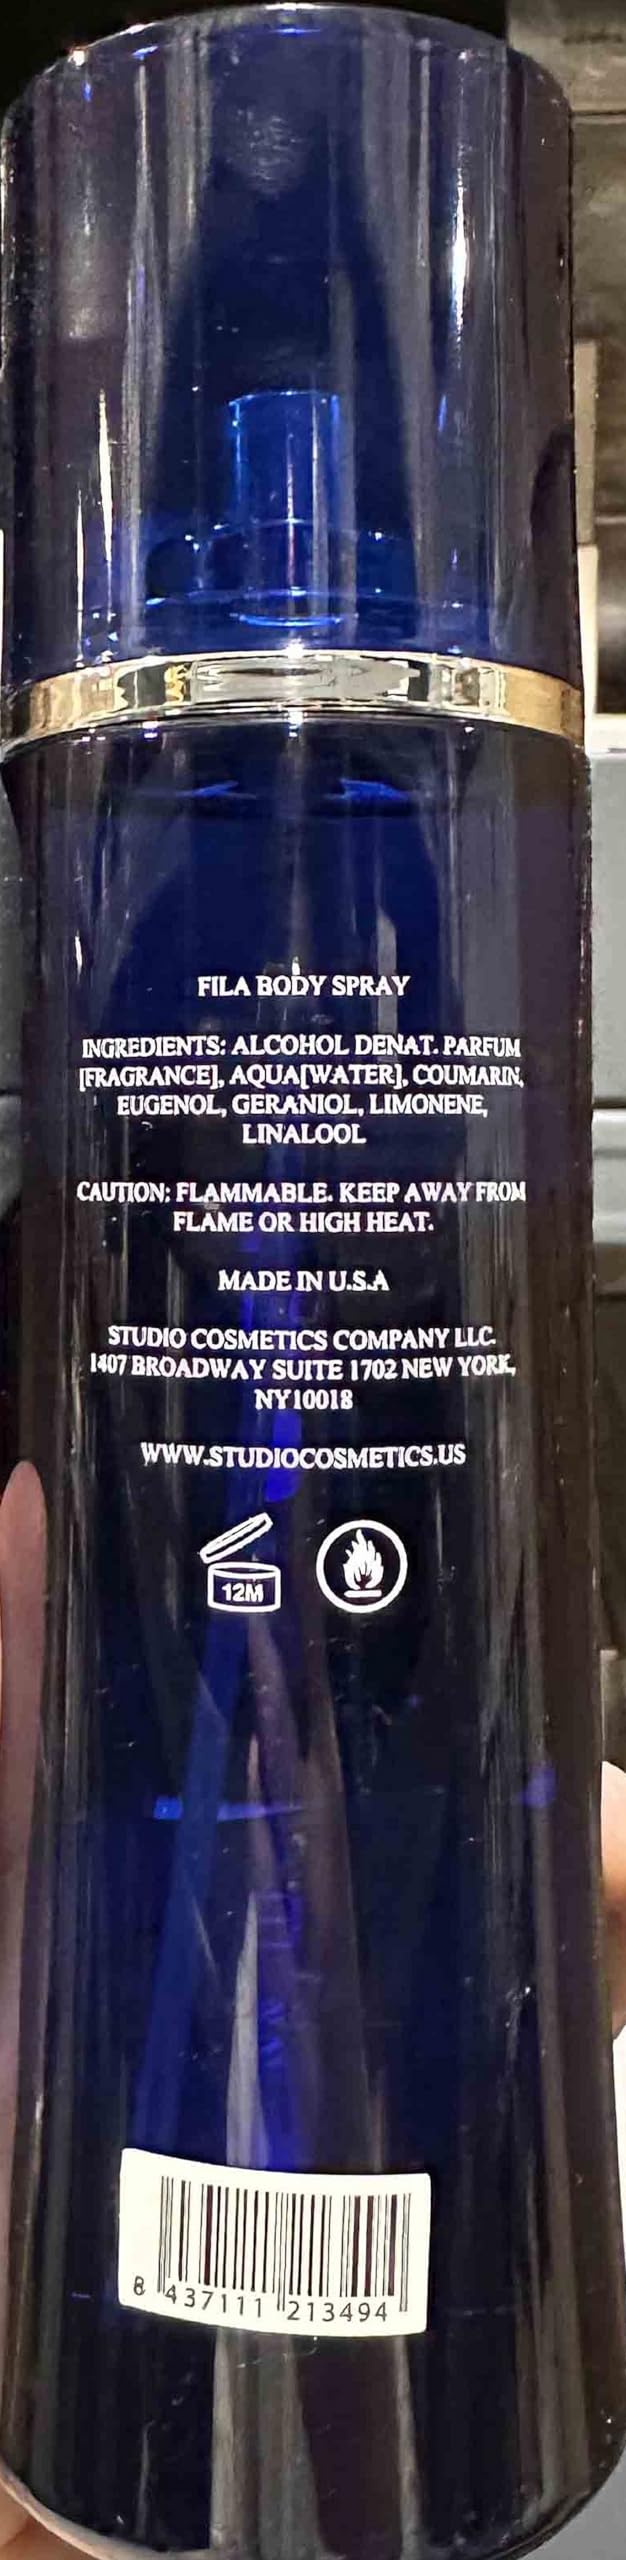 FILA BODY SPRAY
INGREDIENTS: ALCOHOL DENAT. PARFUM
[FRAGRANCE], AQUA[WATER], COUMARIN,
EUGENOL, GERANIOL, LIMONENE,
LINALOOL
CAUTION: FLAMMABLE. KEEP AWAY FROM
FLAME OR HIGH HEAT.
MADE IN U.S.A
STUDIO COSMETICS COMPANY LLC.
1407 BROADWAY SUITE 1702 NEW YORK,
NY10018
WWW.STUDIOCOSMETICS.US
12M
8 437111 213494